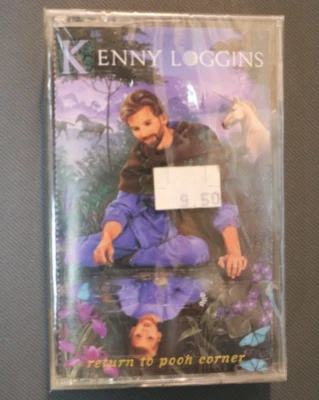 KENNY LOGGINS
9.50
return to pooh corner